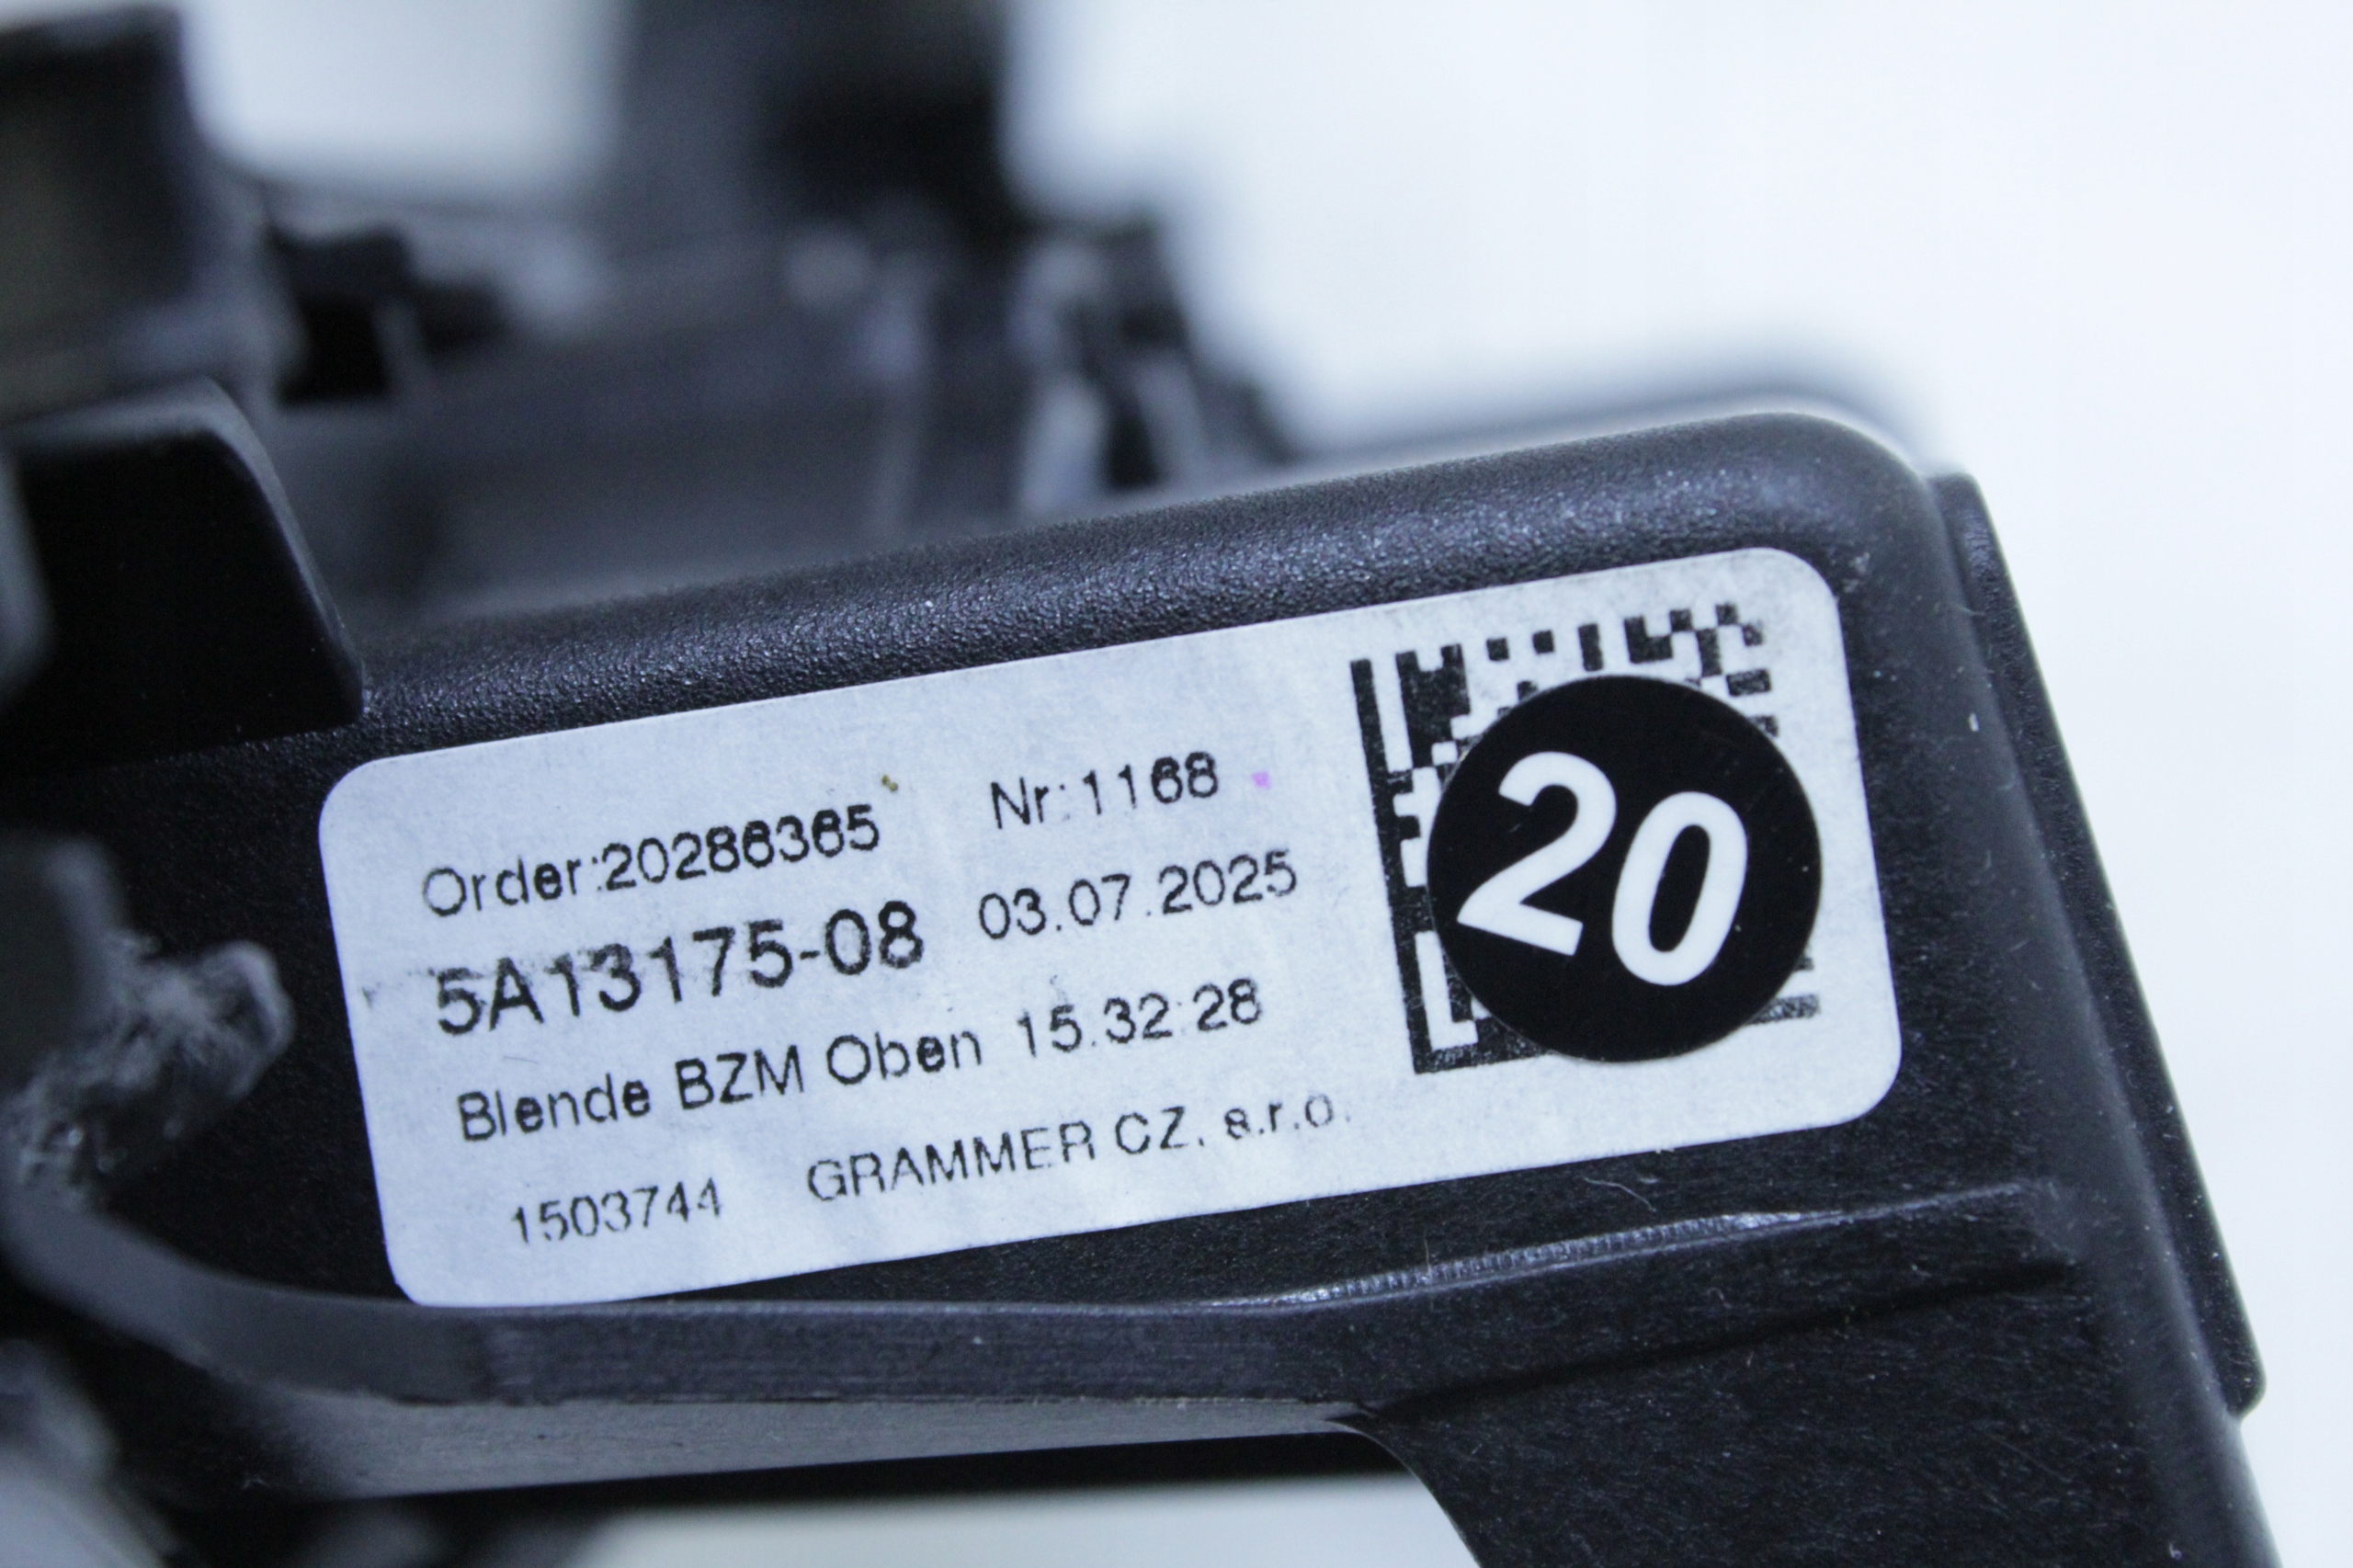 Order:20286365 Nr:1168
5A13175-08 03.07.2025
Blende BZM Oben 15:32:28
1503744 GRAMMER CZ, s.r.o.
20